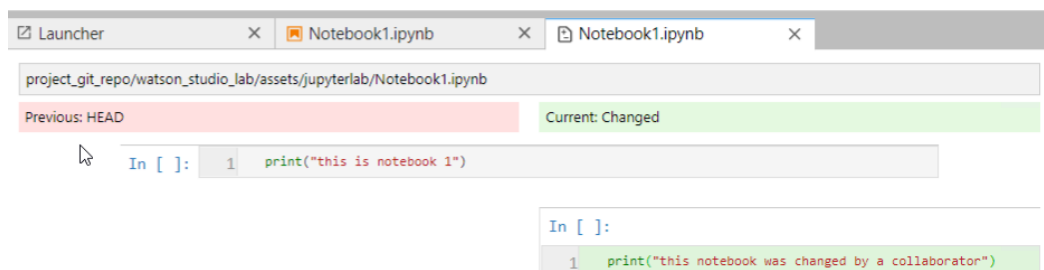 Launcher Notebook1.ipynb Notebook1.ipynb
project_git_repo/watson_studio_lab/assets/jupyterlab/Notebook1.ipynb
Previous: HEAD Current: Changed
In [ ]: 1 print("this is notebook 1")
In [ ]:
1 print("this notebook was changed by a collaborator")